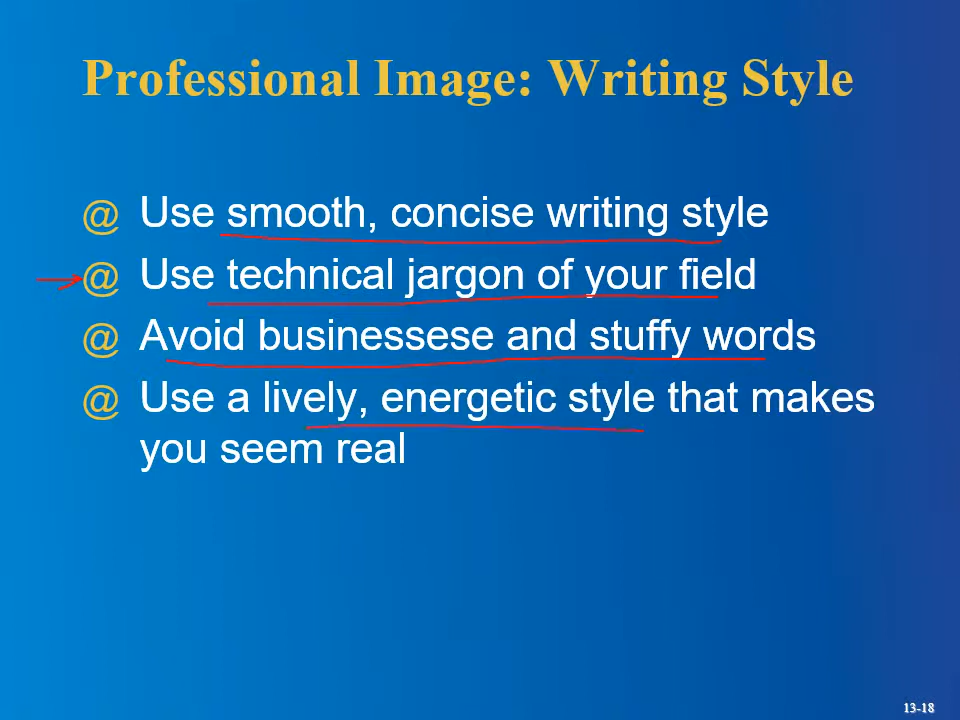 Professional Image: Writing Style
@ Use smooth, concise writing style
@ Use technical jargon of your field
@ Avoid businessese and stuffy words
@ Use a lively, energetic style that makes
you seem real
13-18